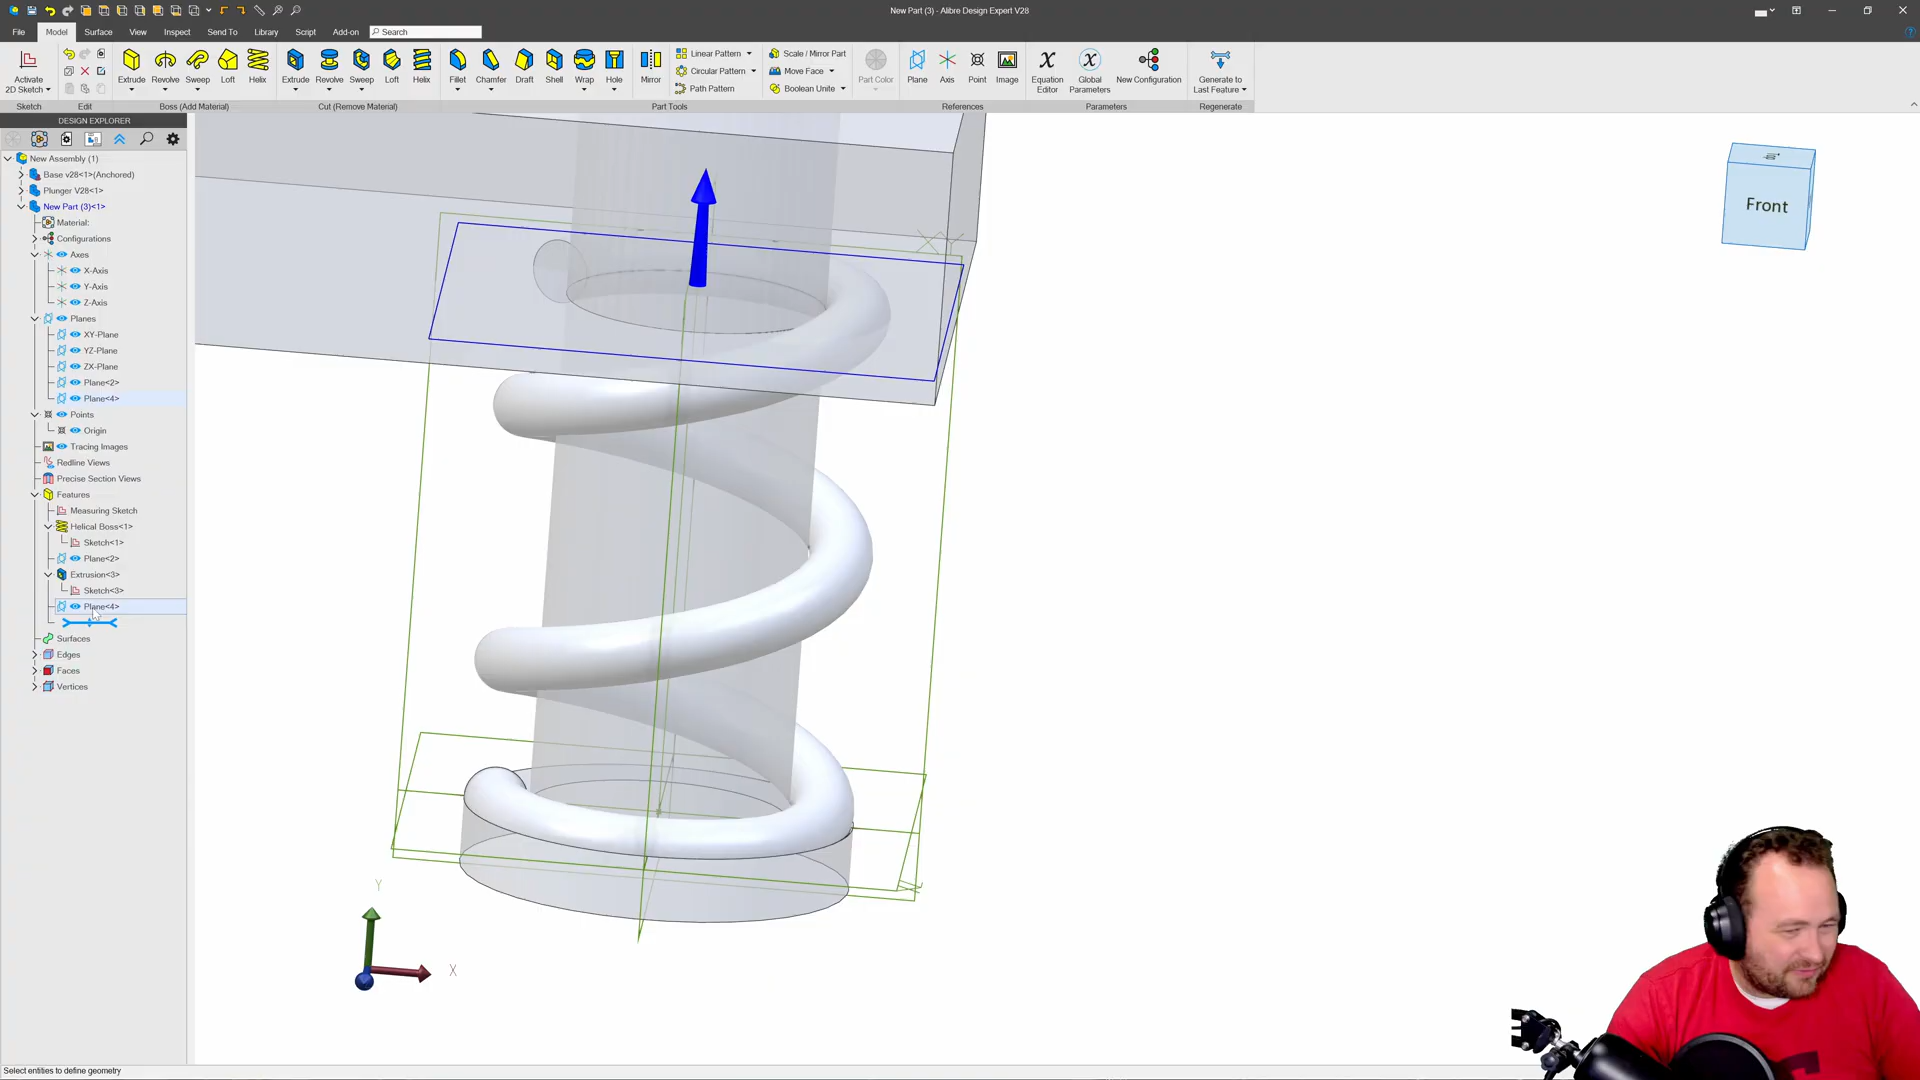 New Part (3) - Alibre Design Expert V28
File Model Surface View Inspect Send To Library Script Add-on Search
Activate
2D Sketch
Extrude Revolve Sweep Loft Helix
Extrude Revolve Sweep Loft Helix
Fillet Chamfer Draft Shell Wrap Hole
Mirror
Linear Pattern
Circular Pattern
Path Pattern
Scale / Mirror Part
Move Face
Boolean Unite
Part Color
Plane Axis Point Image
Equation
Editor
Global
Parameters
New Configuration
Generate to
Last Feature
Sketch Edit Boss (Add Material) Cut (Remove Material) Part Tools References Parameters Regenerate
DESIGN EXPLORER
New Assembly (1)
Base v28<1>(Anchored)
Plunger V28<1>
New Part (3)<1>
Material:
Configurations
Axes
X-Axis
Y-Axis
Z-Axis
Planes
XY-Plane
YZ-Plane
ZX-Plane
Plane<2>
Plane<4>
Points
Origin
Tracing Images
Redline Views
Precise Section Views
Features
Measuring Sketch
Helical Boss<1>
Sketch<1>
Plane<2>
Extrusion<3>
Sketch<3>
Plane<4>
Surfaces
Edges
Faces
Vertices
Front
Y
X
Select entities to define geometry